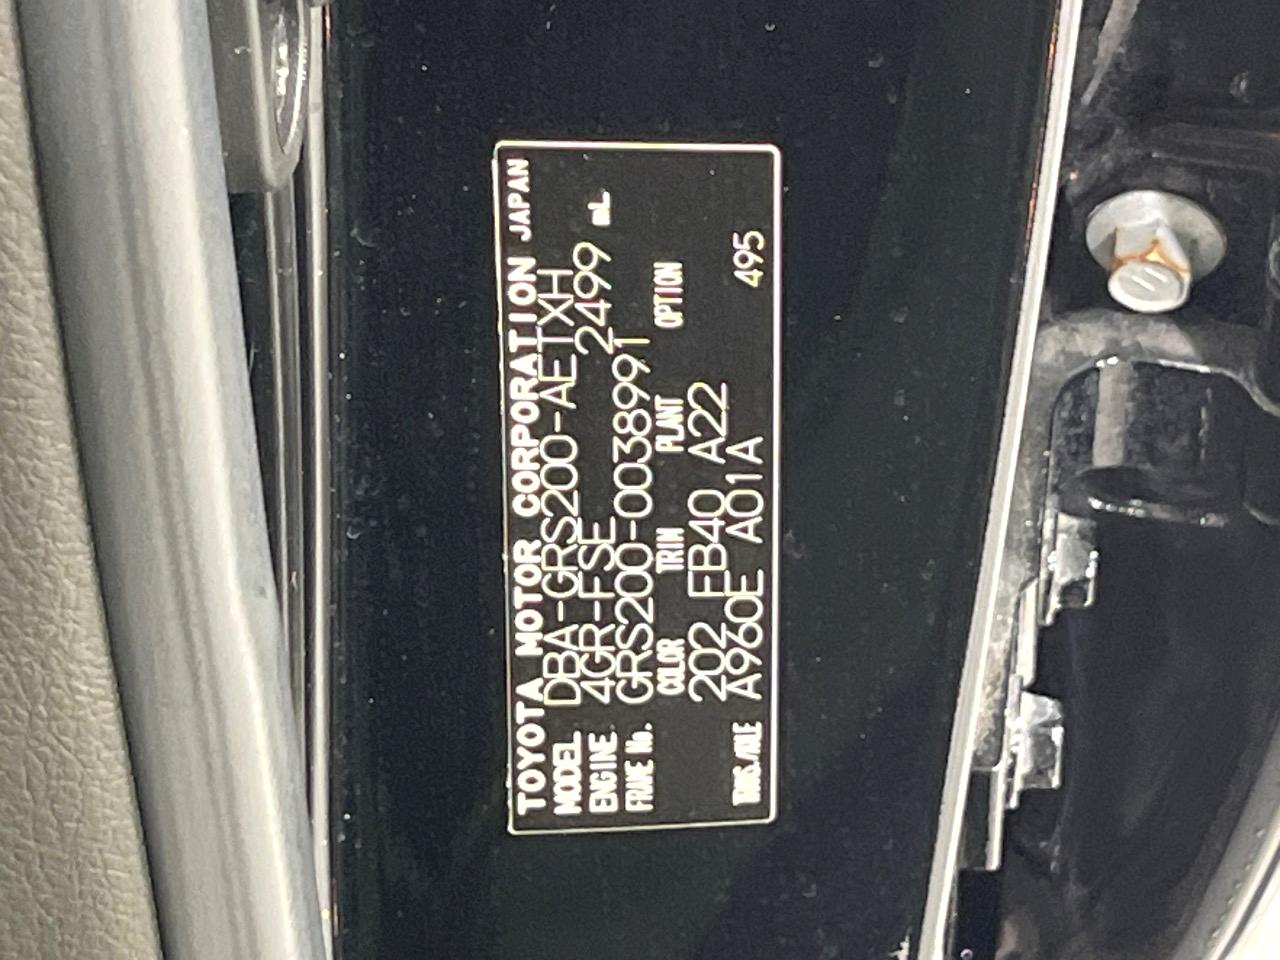 TOYOTA MOTOR CORPORATION JAPAN
MODEL DBA-GRS200-AETXH
ENGINE 4GR-FSE 2499 mL
FRAME No. GRS200-0038991
COLOR TRIM PLANT OPTION
202 FB40 A22
TRANS./AXLE A960E A01A 495